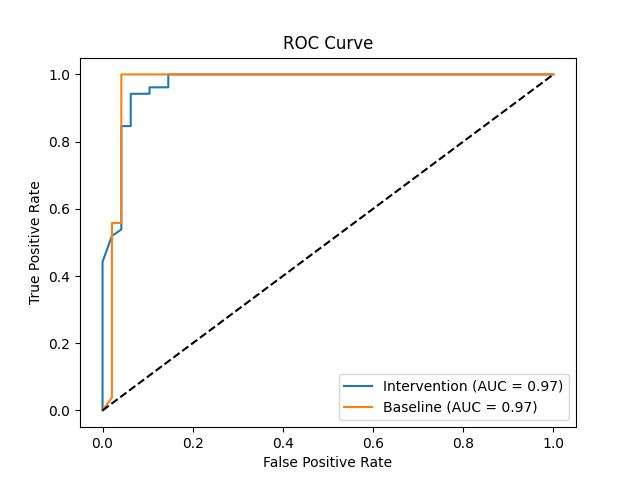 ROC Curve
True Positive Rate
1.0
0.8
0.6
0.4
0.2
0.0
0.0 0.2 0.4 0.6 0.8 1.0
False Positive Rate
Intervention (AUC = 0.97)
Baseline (AUC = 0.97)